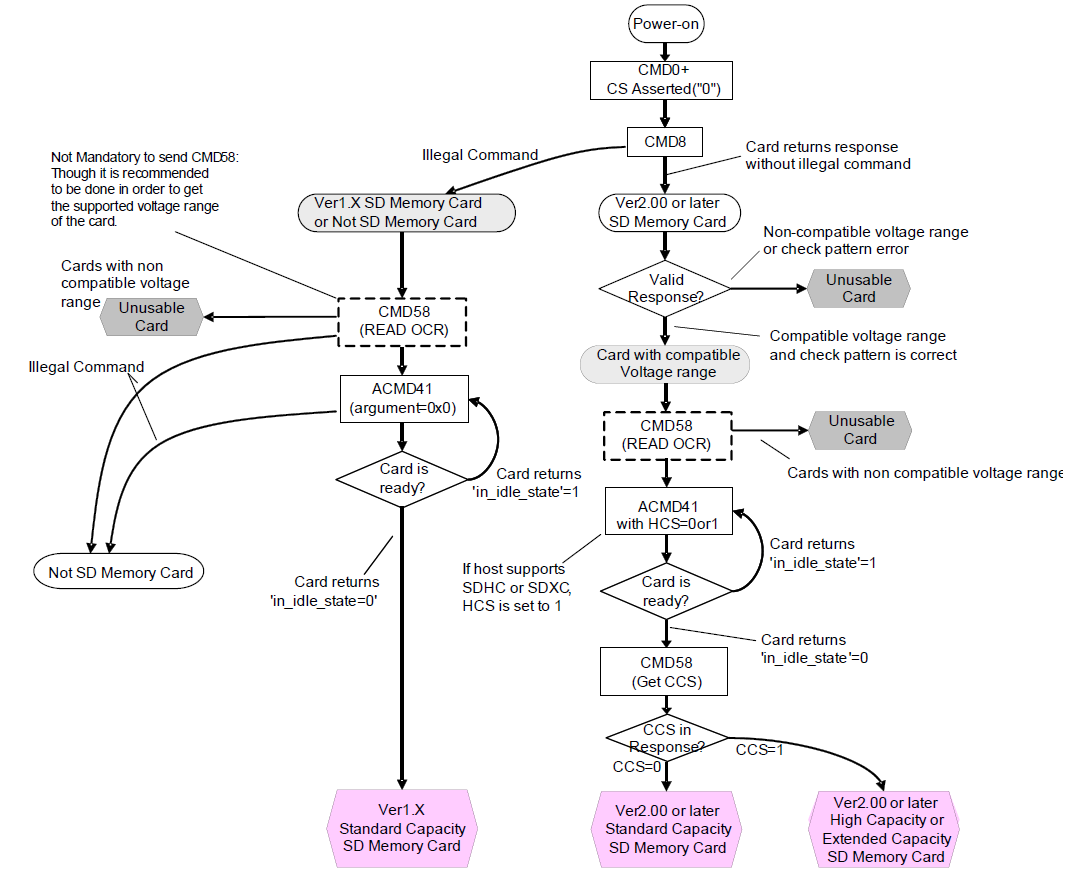 Power-on
CMD0+
CS Asserted("0")
CMD8
Illegal Command
Card returns response
without illegal command
Not Mandatory to send CMD58:
Though it is recommended
to be done in order to get
the supported voltage range
of the card.
Ver1.X SD Memory Card
or Not SD Memory Card
Ver2.00 or later
SD Memory Card
Non-compatible voltage range
or check pattern error
Cards with non
compatible voltage
range
Unusable
Card
CMD58
(READ OCR)
Valid
Response?
Unusable
Card
Compatible voltage range
and check pattern is correct
Card with compatible
Voltage range
Illegal Command
ACMD41
(argument=0x0)
CMD58
(READ OCR)
Unusable
Card
Cards with non compatible voltage range
Card is
ready?
Card returns
'in_idle_state'=1
ACMD41
with HCS=0or1
Card returns
'in_idle_state'=1
If host supports
SDHC or SDXC,
HCS is set to 1
Not SD Memory Card
Card returns
'in_idle_state=0'
Card is
ready?
Card returns
'in_idle_state'=0
CMD58
(Get CCS)
CCS in
Response?
CCS=0
CCS=1
Ver1.X
Standard Capacity
SD Memory Card
Ver2.00 or later
Standard Capacity
SD Memory Card
Ver2.00 or later
High Capacity or
Extended Capacity
SD Memory Card